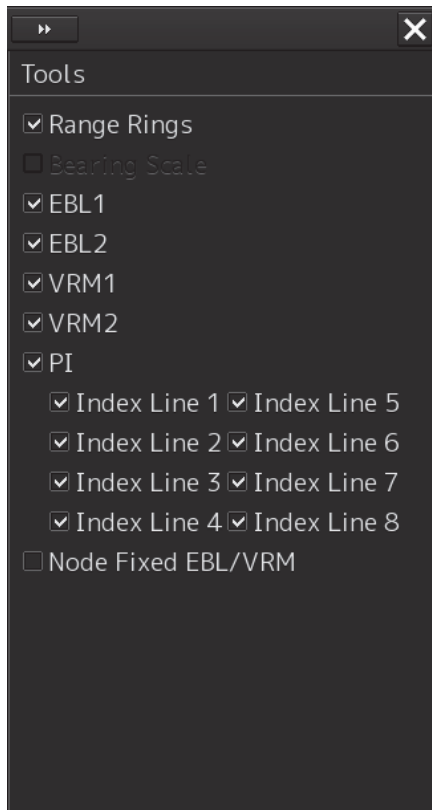 Tools
Range Rings
Bearing Scale
EBL1
EBL2
VRM1
VRM2
PI
Index Line 1 Index Line 5
Index Line 2 Index Line 6
Index Line 3 Index Line 7
Index Line 4 Index Line 8
Node Fixed EBL/VRM